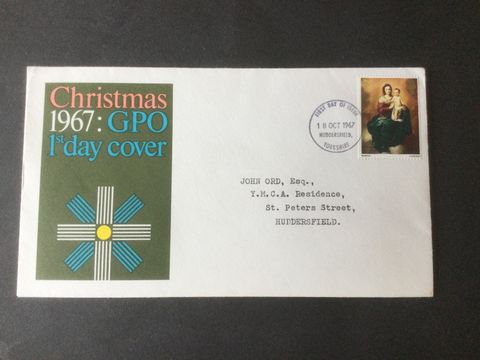 Christmas
1967: GPO
1st day cover
FIRST DAY OF ISSUE
18 OCT 1967
HUDDERSFIELD,
YORKSHIRE
JOHN ORD, Esq.,
Y.M.C.A. Residence,
St. Peters Street,
HUDDERSFIELD.